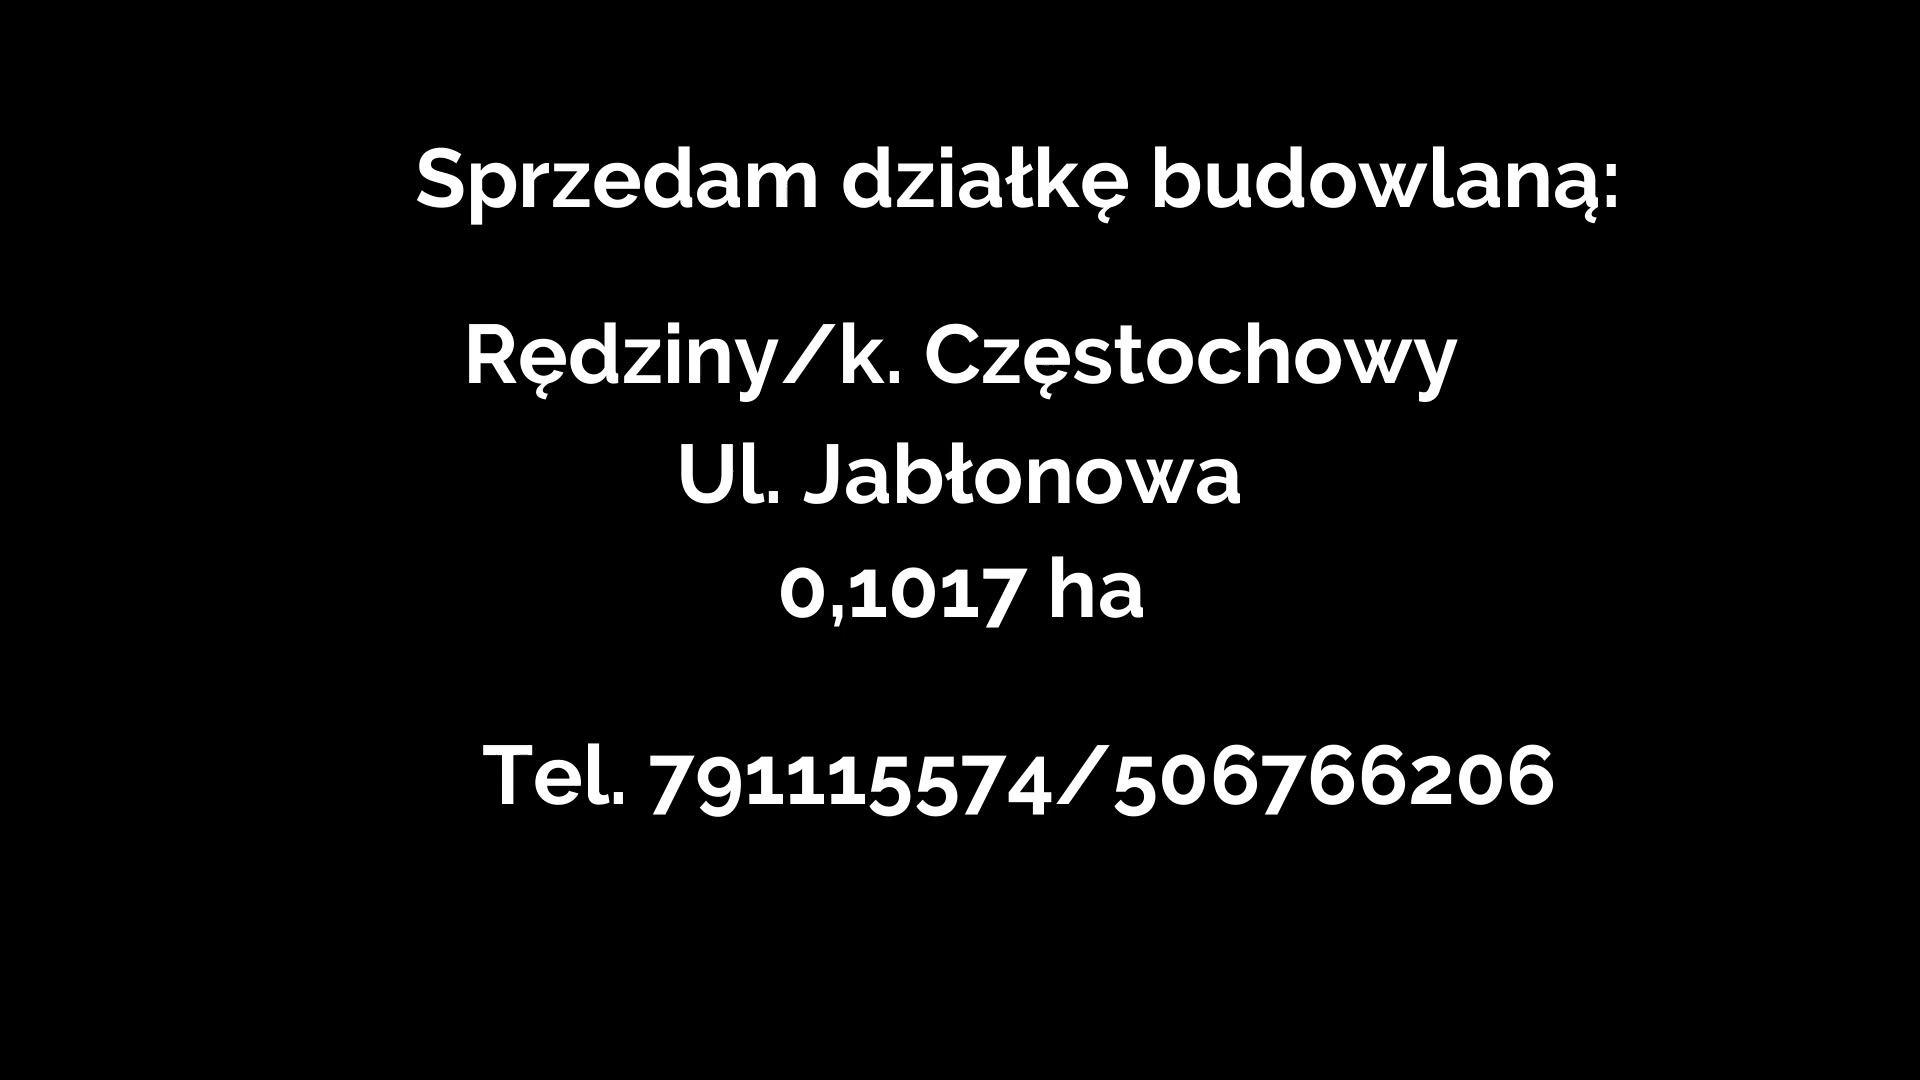 Sprzedam działkę budowlaną:
Rędziny/k. Częstochowy
Ul. Jabłonowa
0,1017 ha
Tel. 791115574/506766206